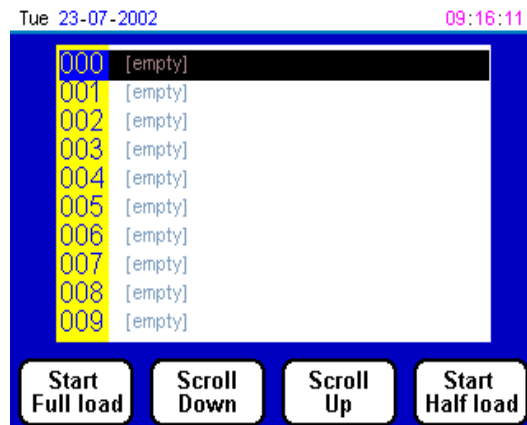 Tue 23-07-2002 09:16:11
000 [empty]
001 [empty]
002 [empty]
003 [empty]
004 [empty]
005 [empty]
006 [empty]
007 [empty]
008 [empty]
009 [empty]
Start Full load
Scroll Down
Scroll Up
Start Half load